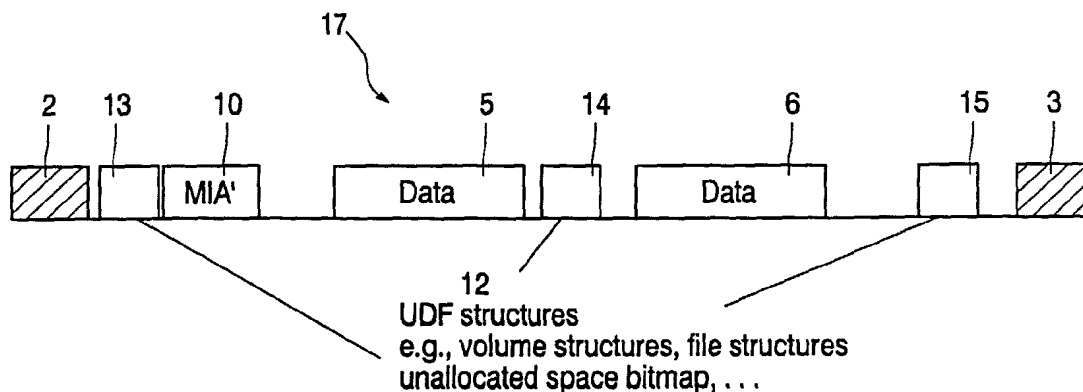 17
2 13 10 5 14 6 15 3
MIA' Data Data
12
UDF structures
e.g., volume structures, file structures
unallocated space bitmap, . . .